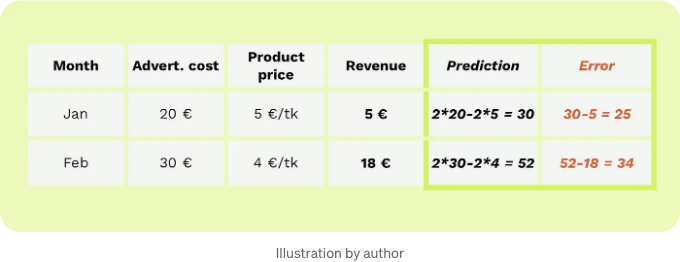 Month Advert. cost Product price Revenue Prediction Error
Jan 20 € 5 €/tk 5 € 2*20-2*5 = 30 30-5 = 25
Feb 30 € 4 €/tk 18 € 2*30-2*4 = 52 52-18 = 34
Illustration by author